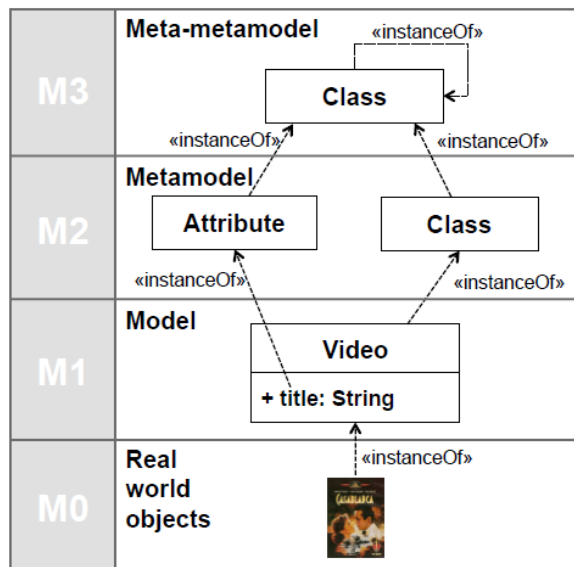 M3
Meta-metamodel
«instanceOf»
Class
«instanceOf»
«instanceOf»
M2
Metamodel
Attribute
Class
«instanceOf»
«instanceOf»
M1
Model
Video
+ title: String
M0
Real
world
objects
«instanceOf»
CASABLANCA